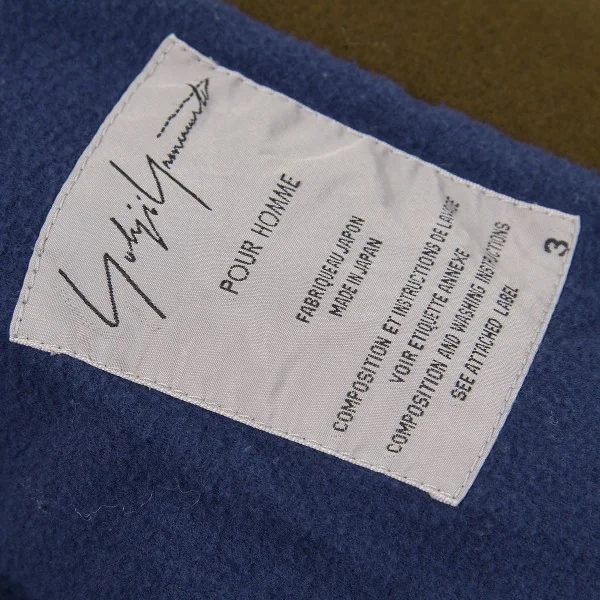 Yohji Yamamoto
POUR HOMME
FABRIQUE AU JAPON
MADE IN JAPAN
COMPOSITION ET INSTRUCTIONS DE LAVAGE
VOIR ETIQUETTE ANNEXE
COMPOSITION AND WASHING INSTRUCTIONS
SEE ATTACHED LABEL
3